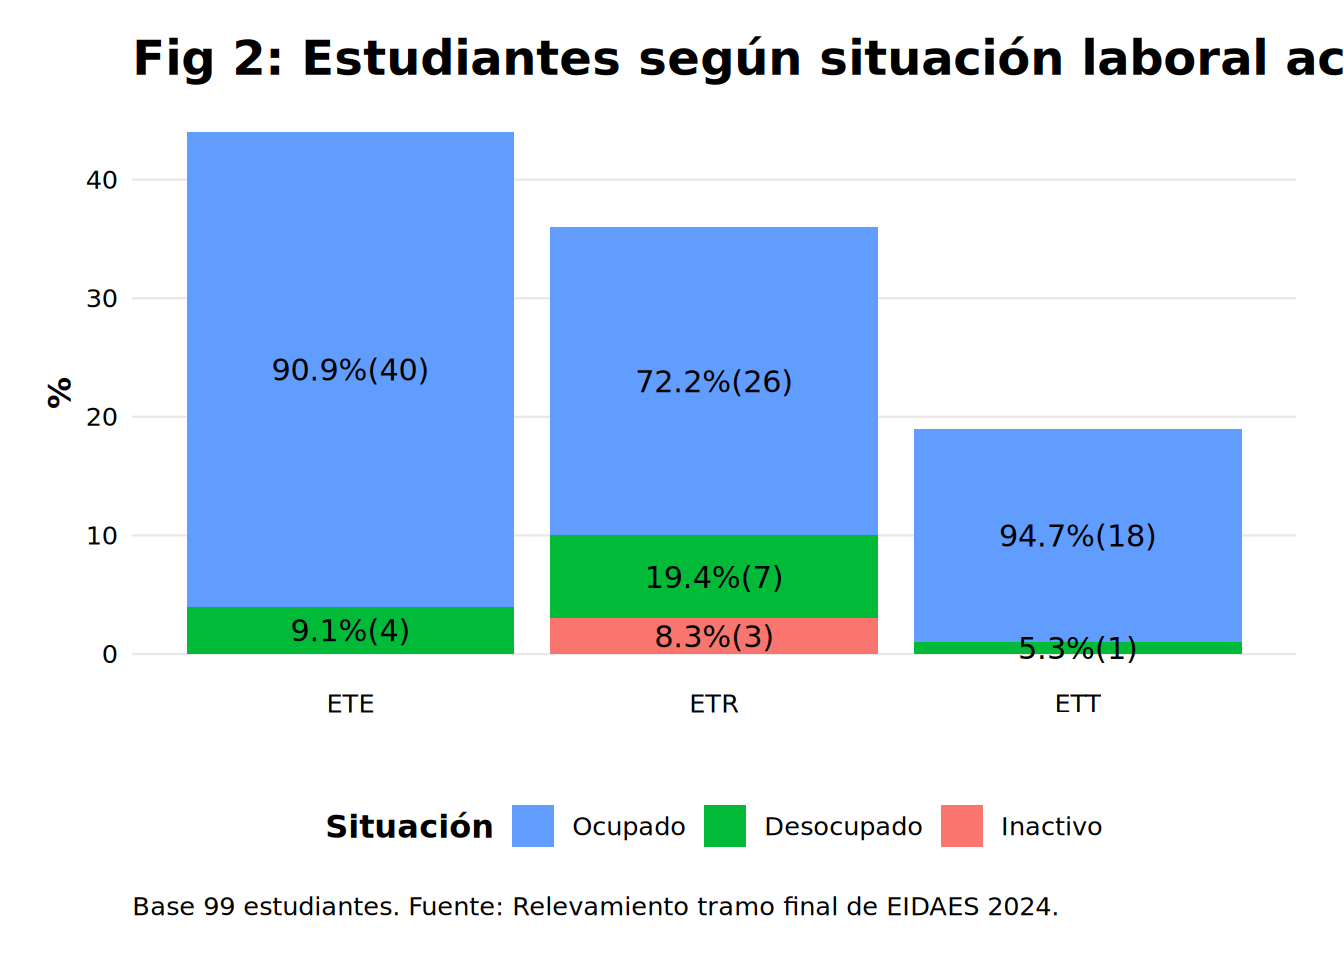 Fig 2: Estudiantes según situación laboral ac
%
40
30
20
10
0
90.9%(40)
9.1%(4)
72.2%(26)
19.4%(7)
8.3%(3)
94.7%(18)
5.3%(1)
ETE
ETR
ETT
Situación Ocupado Desocupado Inactivo
Base 99 estudiantes. Fuente: Relevamiento tramo final de EIDAES 2024.